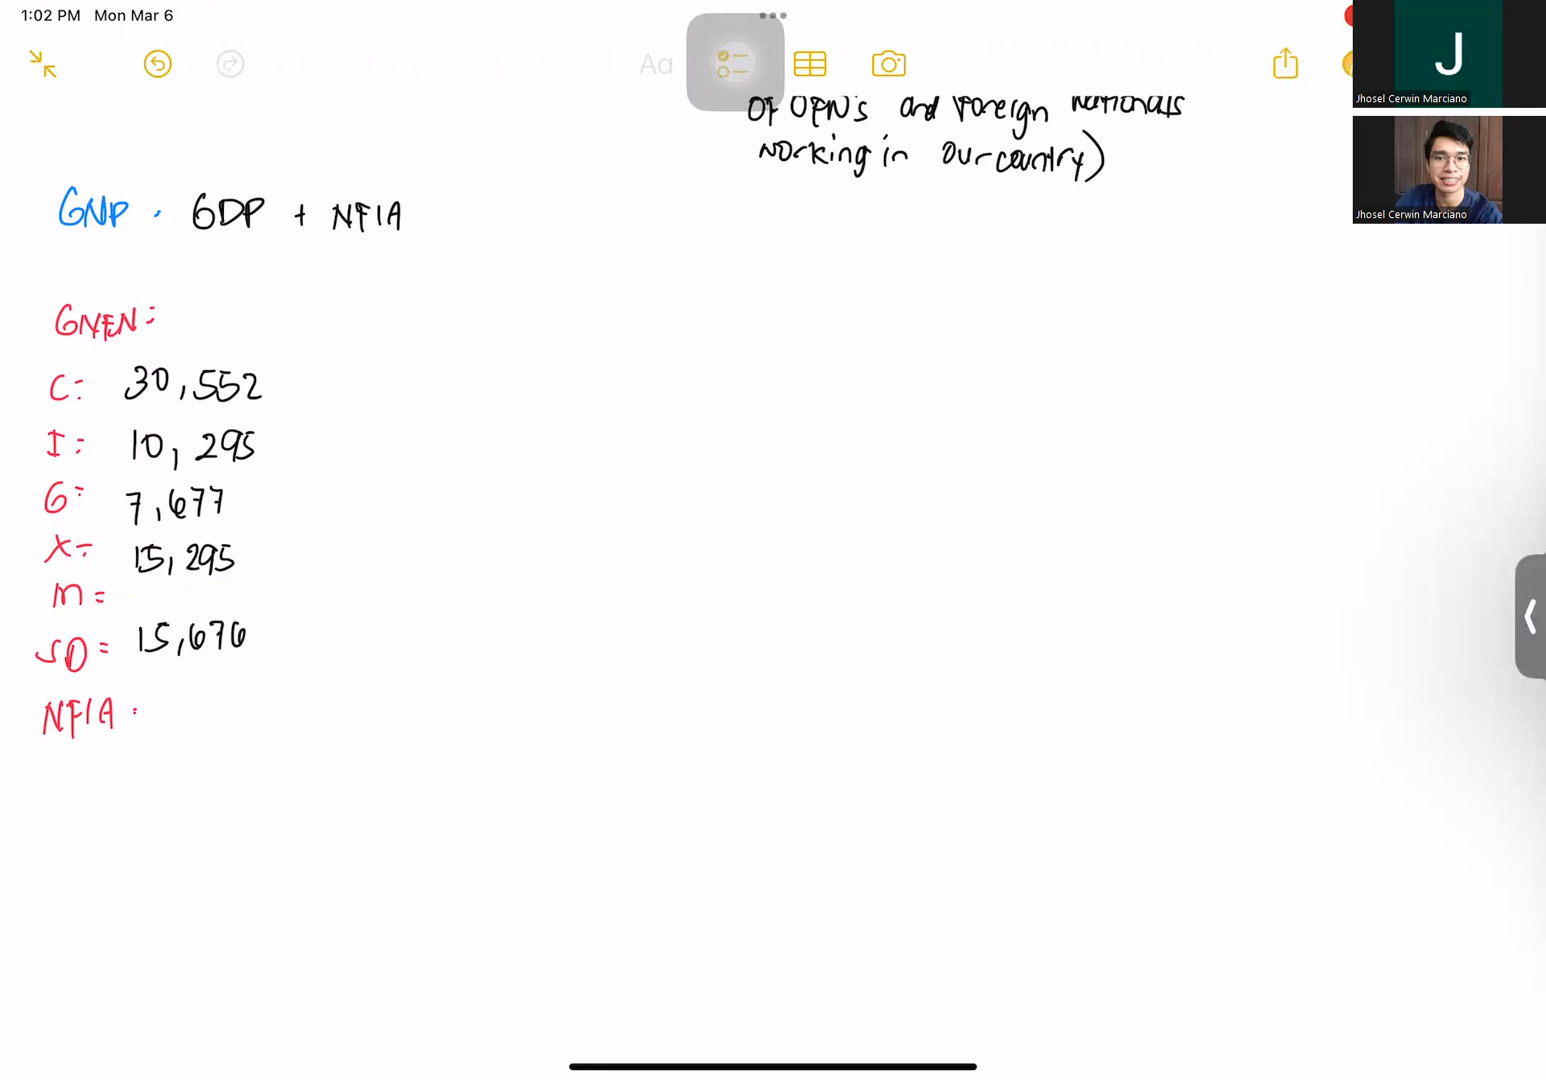 1:02 PM Mon Mar 6
Aa
J
Jhosel Cerwin Marciano
Jhosel Cerwin Marciano
of OFW's and Foreign Nationals
working in our country)
GNP = GDP + NFIA
GIVEN:
C: 30,552
I: 10,295
G: 7,677
X: 15,295
M =
SD = 15,676
NFIA :